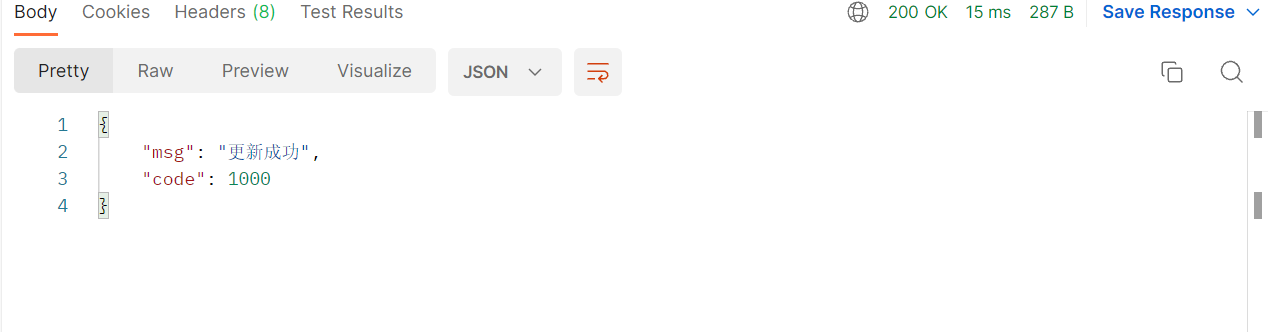 Body Cookies Headers (8) Test Results 200 OK 15 ms 287 B Save Response
Pretty Raw Preview Visualize JSON
1 {
2 "msg": "更新成功",
3 "code": 1000
4 }